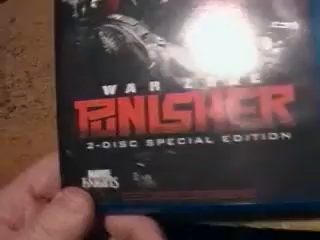 WAR ZONE
PUNISHER
2-DISC SPECIAL EDITION
MARVEL
KNIGHTS